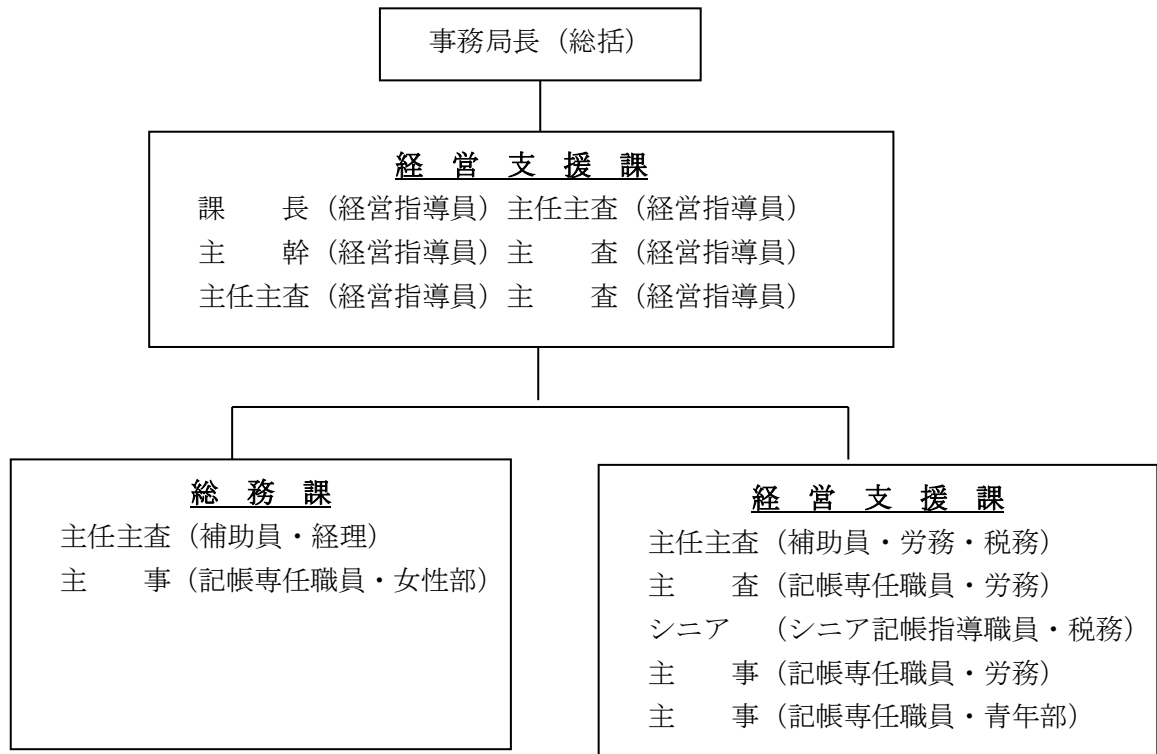 事務局長（総括）
経 営 支 援 課
課　　長（経営指導員）主任主査（経営指導員）
主　　幹（経営指導員）主　　査（経営指導員）
主任主査（経営指導員）主　　査（経営指導員）
総 務 課
主任主査（補助員・経理）
主　　事（記帳専任職員・女性部）
経 営 支 援 課
主任主査（補助員・労務・税務）
主　　査（記帳専任職員・労務）
シニア　（シニア記帳指導職員・税務）
主　　事（記帳専任職員・労務）
主　　事（記帳専任職員・青年部）